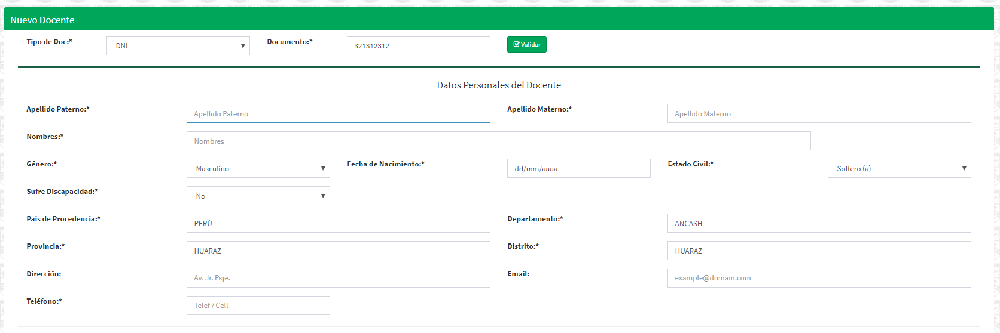 Nuevo Docente
Tipo de Doc:* DNI Documento:* 321312312 Validar
Datos Personales del Docente
Apellido Paterno:* Apellido Paterno Apellido Materno:* Apellido Materno
Nombres:* Nombres
Género:* Masculino Fecha de Nacimiento:* dd/mm/aaaa Estado Civil:* Soltero (a)
Sufre Discapacidad:* No
Pais de Procedencia:* PERÚ Departamento:* ANCASH
Provincia:* HUARAZ Distrito:* HUARAZ
Dirección: Av. Jr. Psje. Email: example@domain.com
Teléfono:* Telef / Cell